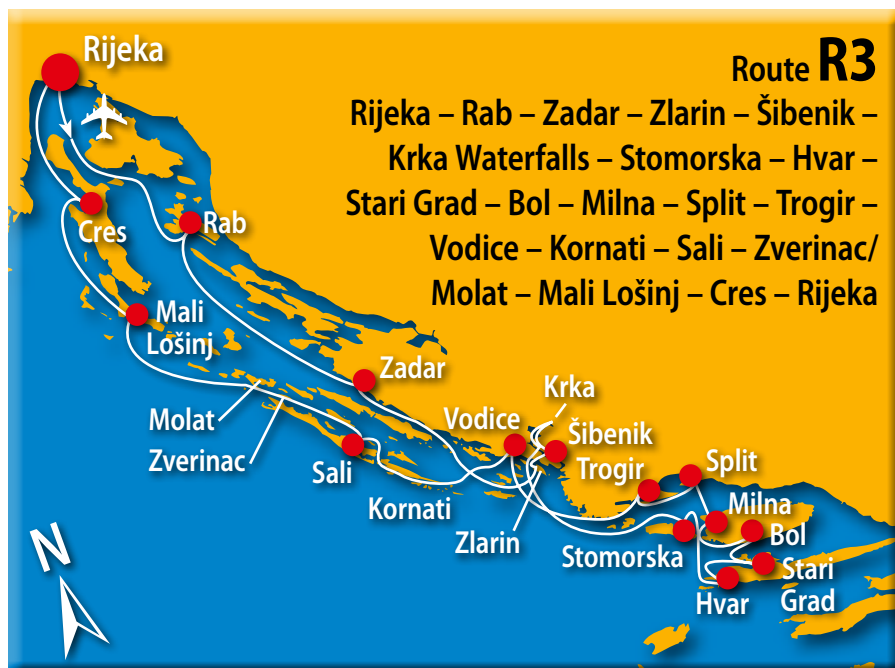 Rijeka
Route R3
Rijeka – Rab – Zadar – Zlarin – Šibenik –
Krka Waterfalls – Stomorska – Hvar –
Stari Grad – Bol – Milna – Split – Trogir –
Vodice – Kornati – Sali – Zverinac/
Molat – Mali Lošinj – Cres – Rijeka
Cres
Rab
Mali
Lošinj
Zadar
Krka
Molat
Vodice
Šibenik
Zverinac
Sali
Trogir
Split
Kornati
Milna
Zlarin
Bol
Stomorska
Stari
Grad
Hvar
N